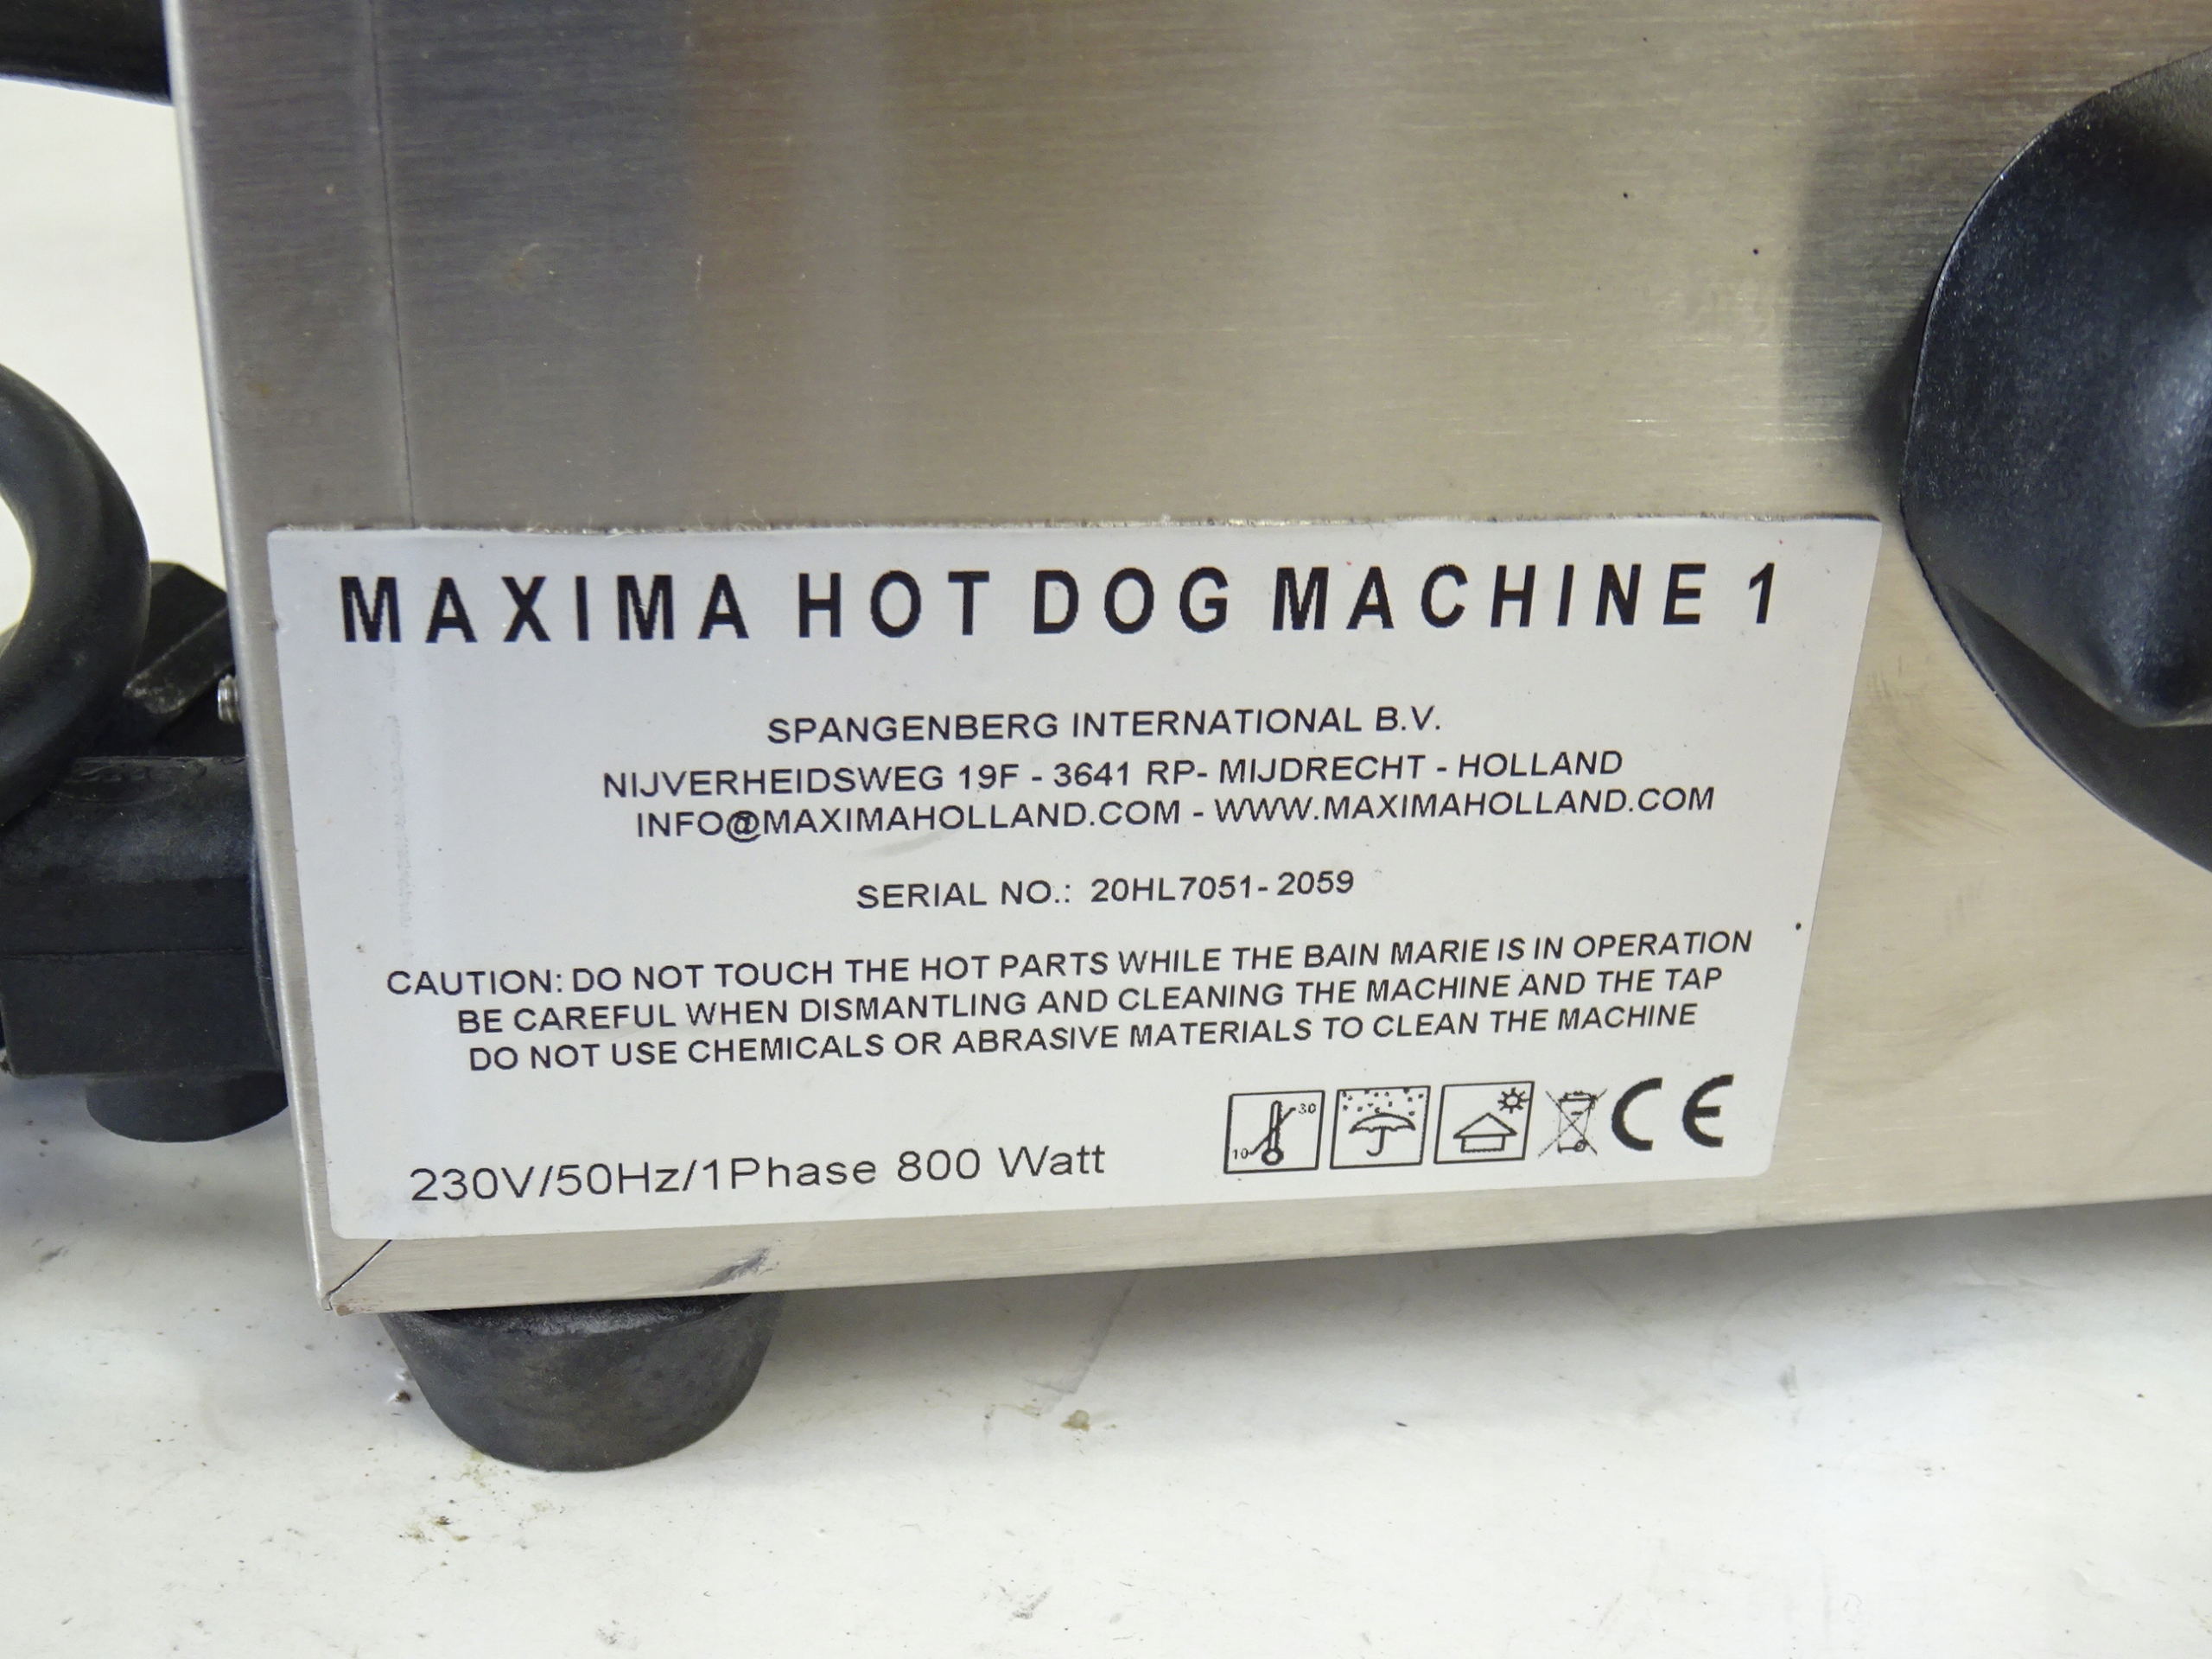 MAXIMA HOT DOG MACHINE 1
SPANGENBERG INTERNATIONAL B.V.
NIJVERHEIDSWEG 19F - 3641 RP- MIJDRECHT - HOLLAND
INFO@MAXIMAHOLLAND.COM - WWW.MAXIMAHOLLAND.COM
SERIAL NO.: 20HL7051- 2059
CAUTION: DO NOT TOUCH THE HOT PARTS WHILE THE BAIN MARIE IS IN OPERATION
BE CAREFUL WHEN DISMANTLING AND CLEANING THE MACHINE AND THE TAP
DO NOT USE CHEMICALS OR ABRASIVE MATERIALS TO CLEAN THE MACHINE
230V/50Hz/1Phase 800 Watt
10 30
CE